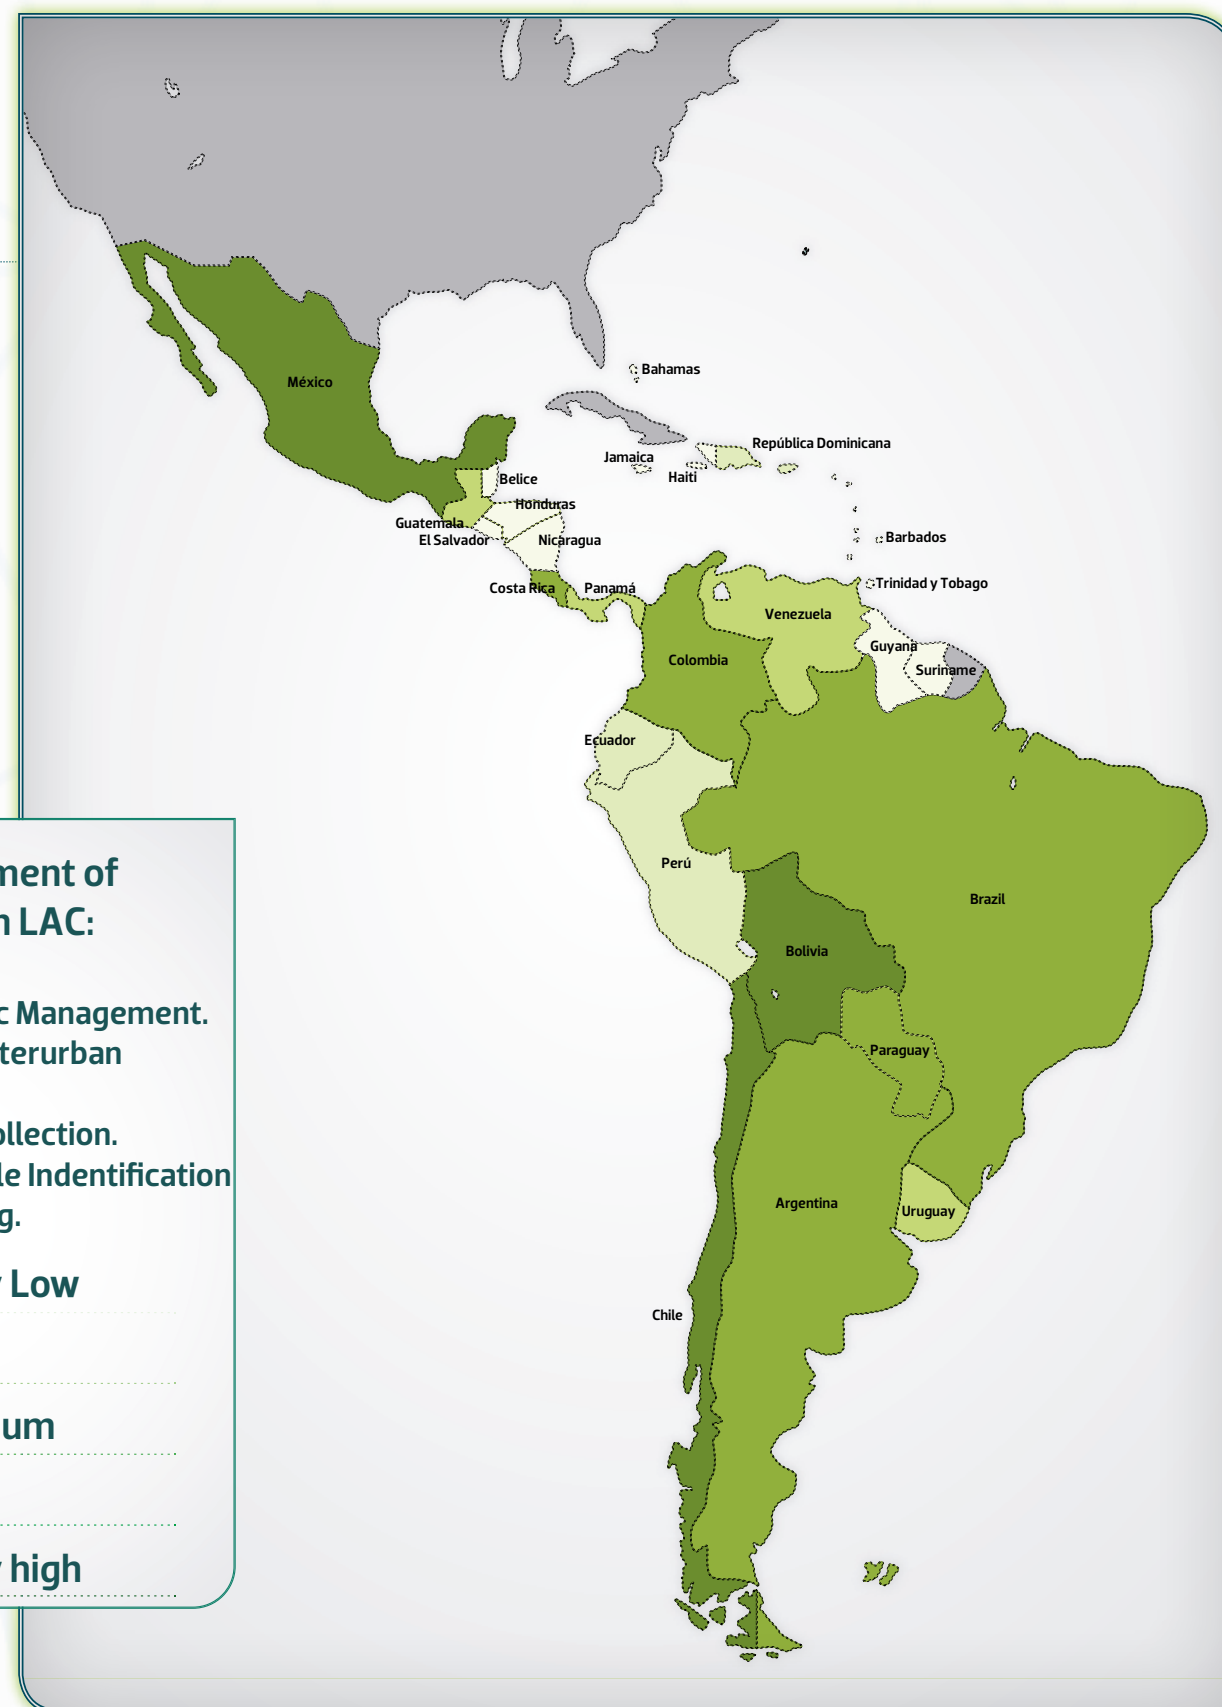 México
Bahamas
República Dominicana
Jamaica
Haiti
Belice
Honduras
Guatemala
El Salvador
Nicaragua
Barbados
Costa Rica
Panamá
Trinidad y Tobago
Venezuela
Guyana
Colombia
Suriname
Ecuador
Perú
Brazil
Bolivia
Paraguay
Argentina
Uruguay
Chile
ment of
LAC:
Management.
terurban
ollection.
le Indentification
g.
Low
um
high